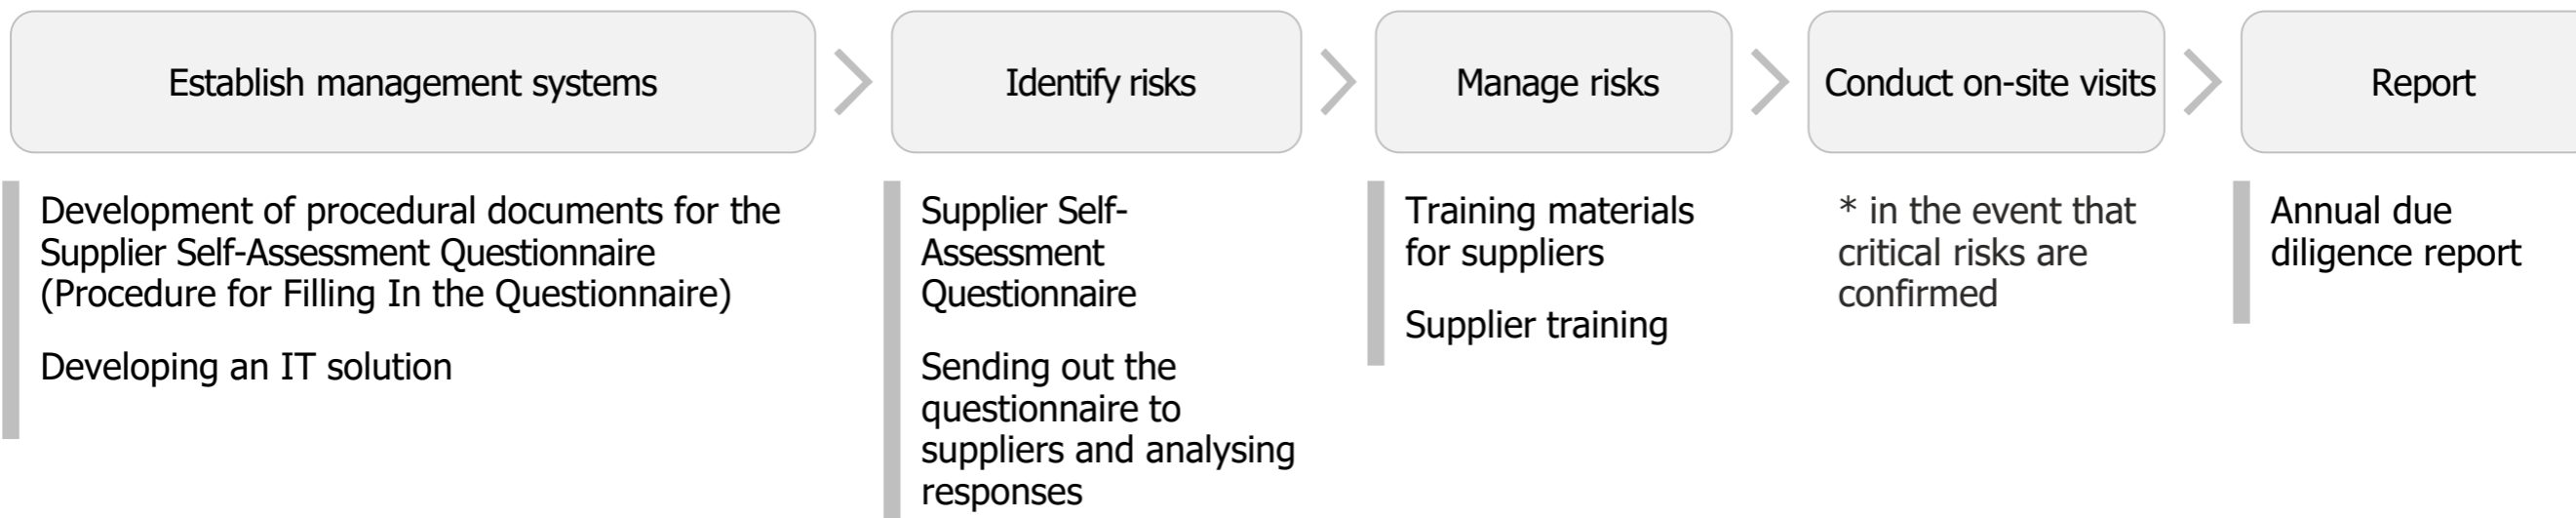 Establish management systems
Identify risks
Manage risks
Conduct on-site visits
Report
Development of procedural documents for the
Supplier Self-Assessment Questionnaire
(Procedure for Filling In the Questionnaire)
Developing an IT solution
Supplier Self-
Assessment
Questionnaire
Sending out the
questionnaire to
suppliers and analysing
responses
Training materials
for suppliers
Supplier training
* in the event that
critical risks are
confirmed
Annual due
diligence report